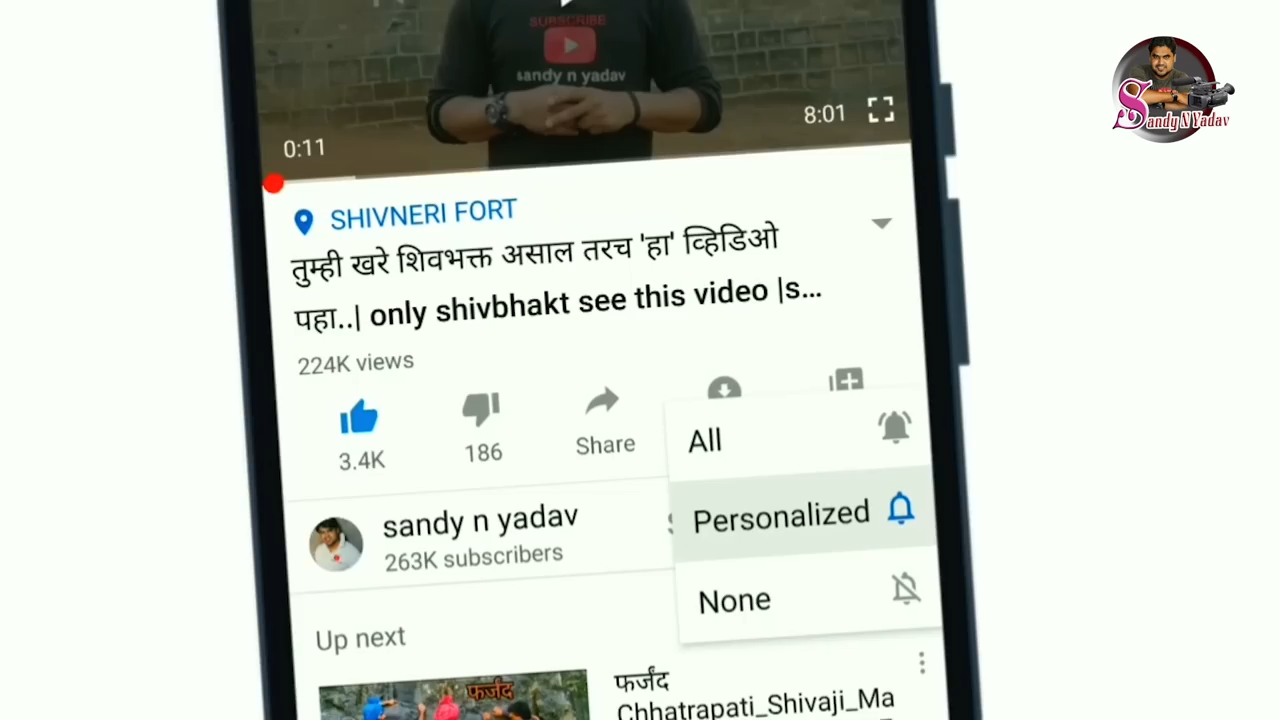 SUBSCRIBE
sandy n yadav
Sandy N Yadav
0:11
8:01
SHIVNERI FORT
तुम्ही खरे शिवभक्त असाल तरच 'हा' व्हिडिओ
पहा..| only shivbhakt see this video |s...
224K views
3.4K
186
Share
All
Personalized
None
sandy n yadav
263K subscribers
Up next
फर्जंद
फर्जंद
Chhatrapati_Shivaji_Ma